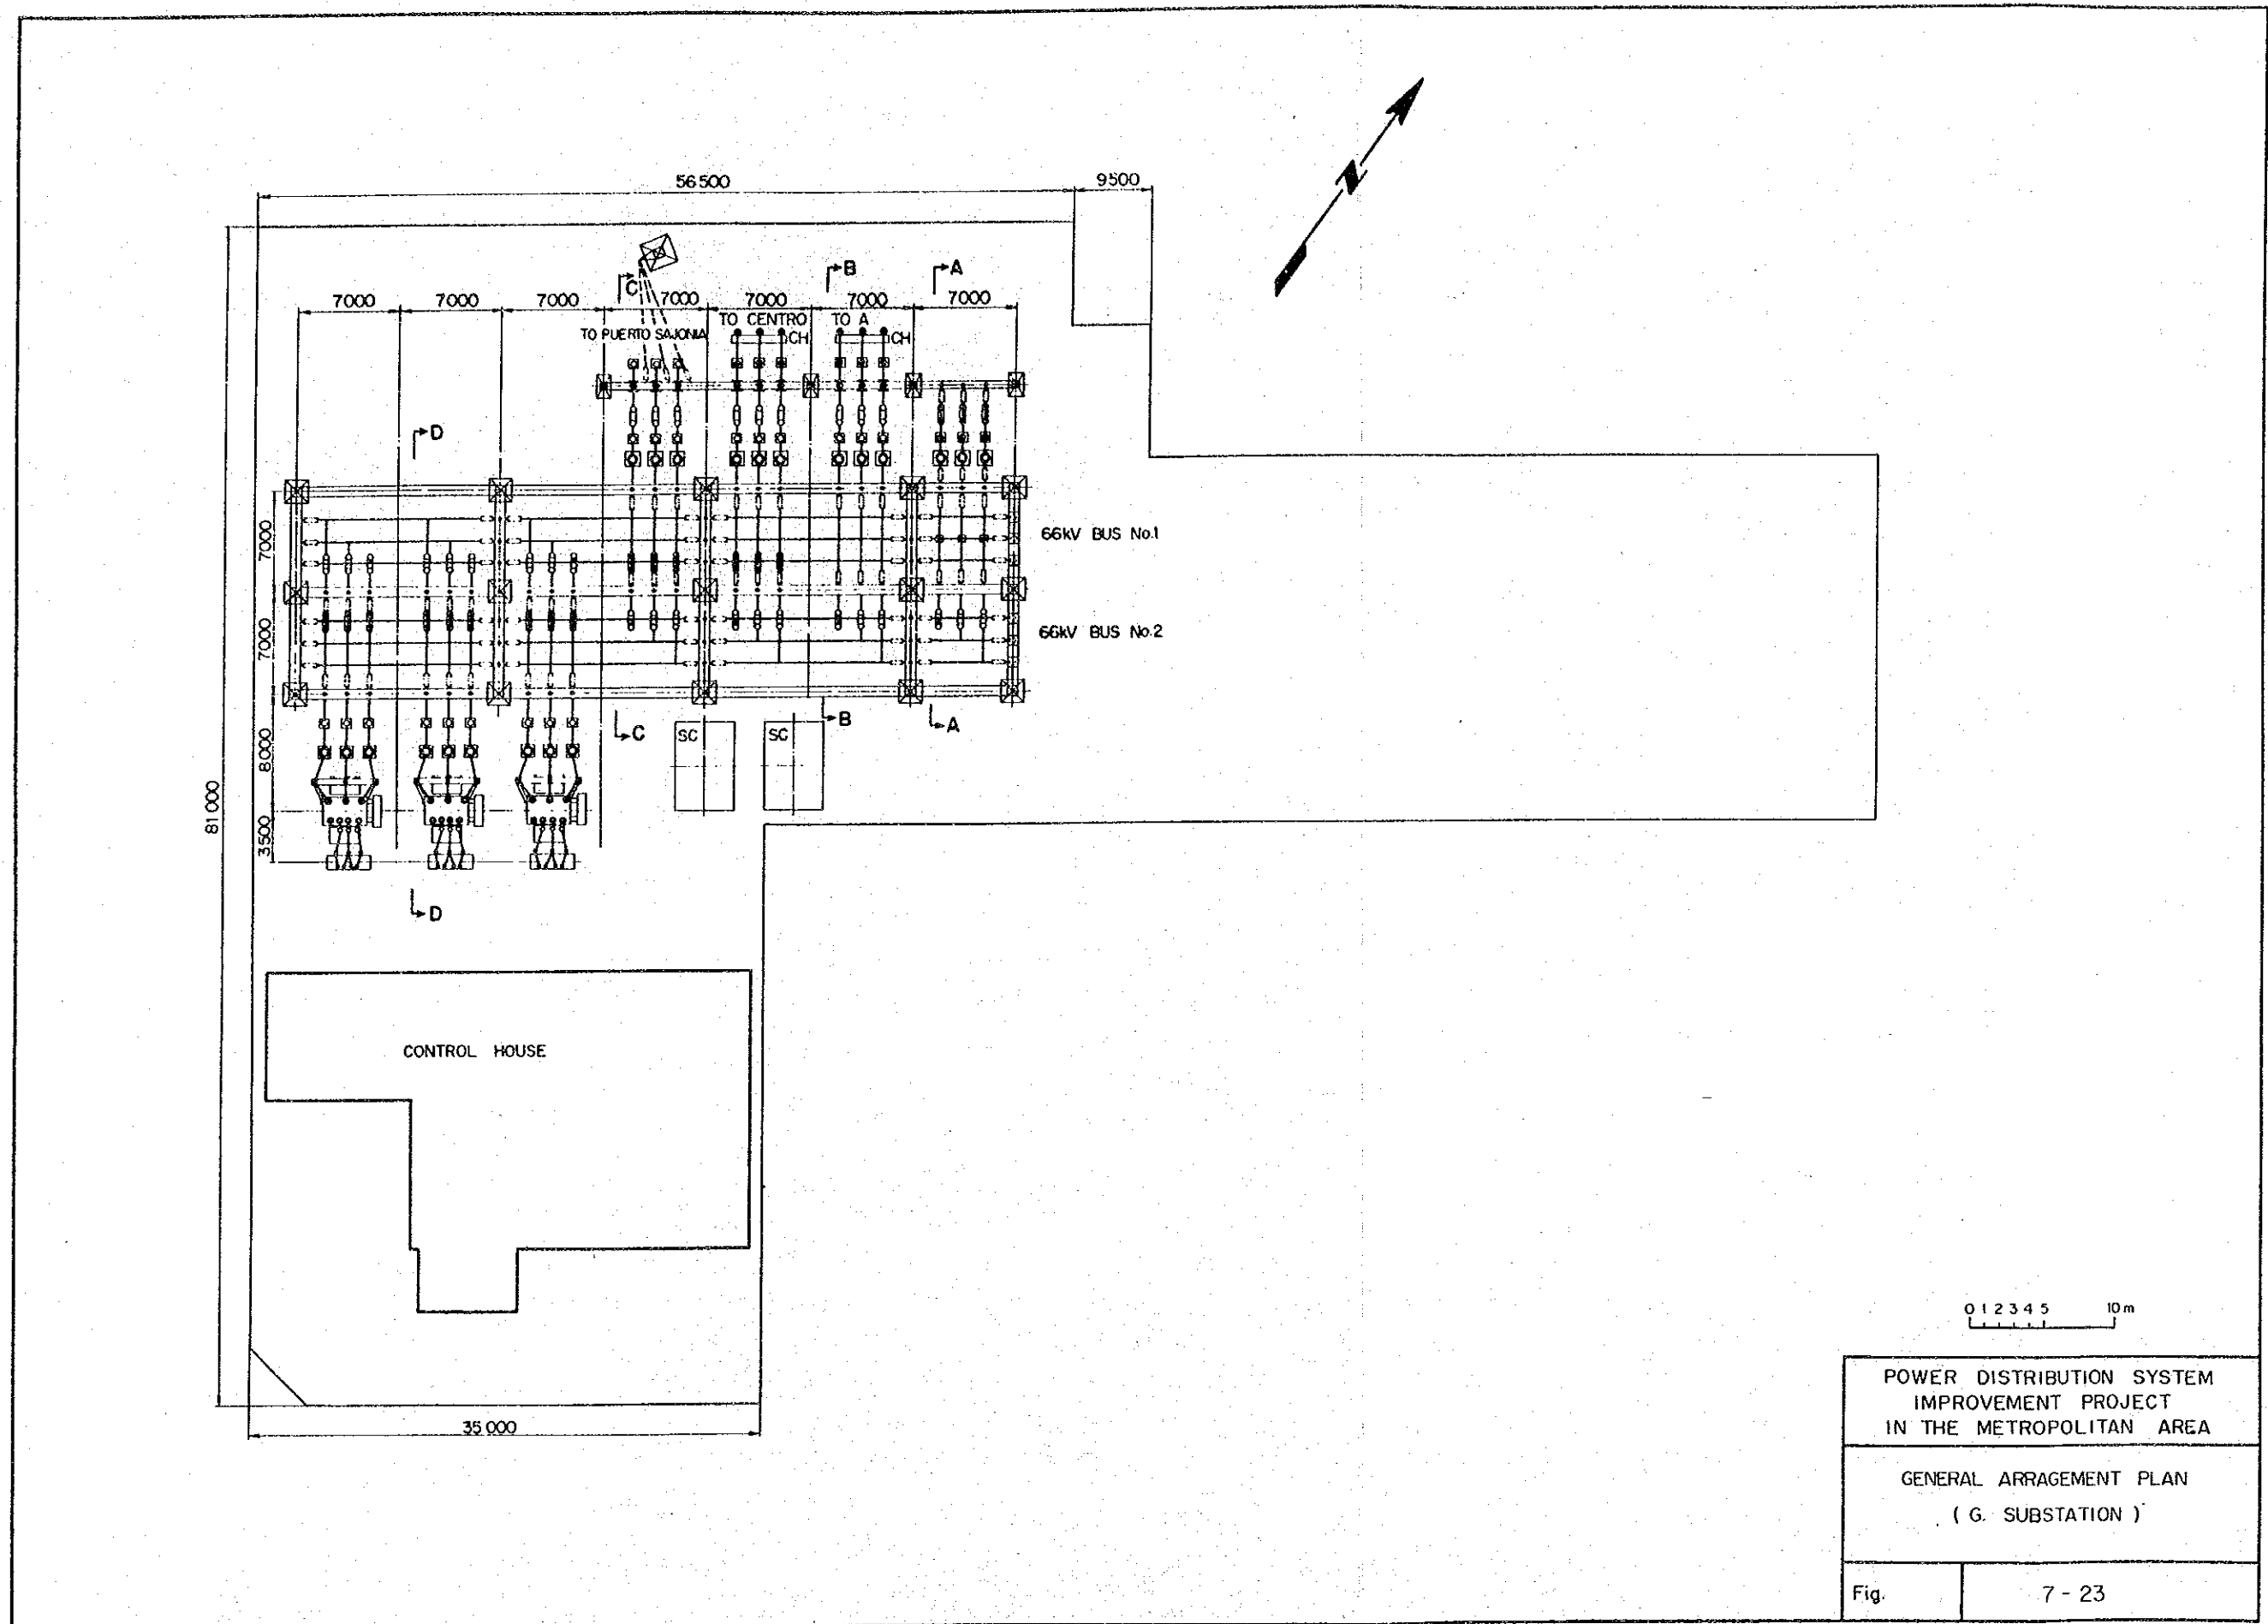 56500
9500
N
B
A
C
7000
7000
7000
7000
7000
7000
7000
TO PUERTO SAJONIA
TO CENTRO
TO A
CH
CH
D
7000
66kV BUS No.1
7000
66kV BUS No.2
C
SC
SC
B
A
8000
81000
3500
D
CONTROL HOUSE
35000
0 1 2 3 4 5 10m
POWER DISTRIBUTION SYSTEM
IMPROVEMENT PROJECT
IN THE METROPOLITAN AREA
GENERAL ARRAGEMENT PLAN
( G. SUBSTATION )
Fig. 7 - 23